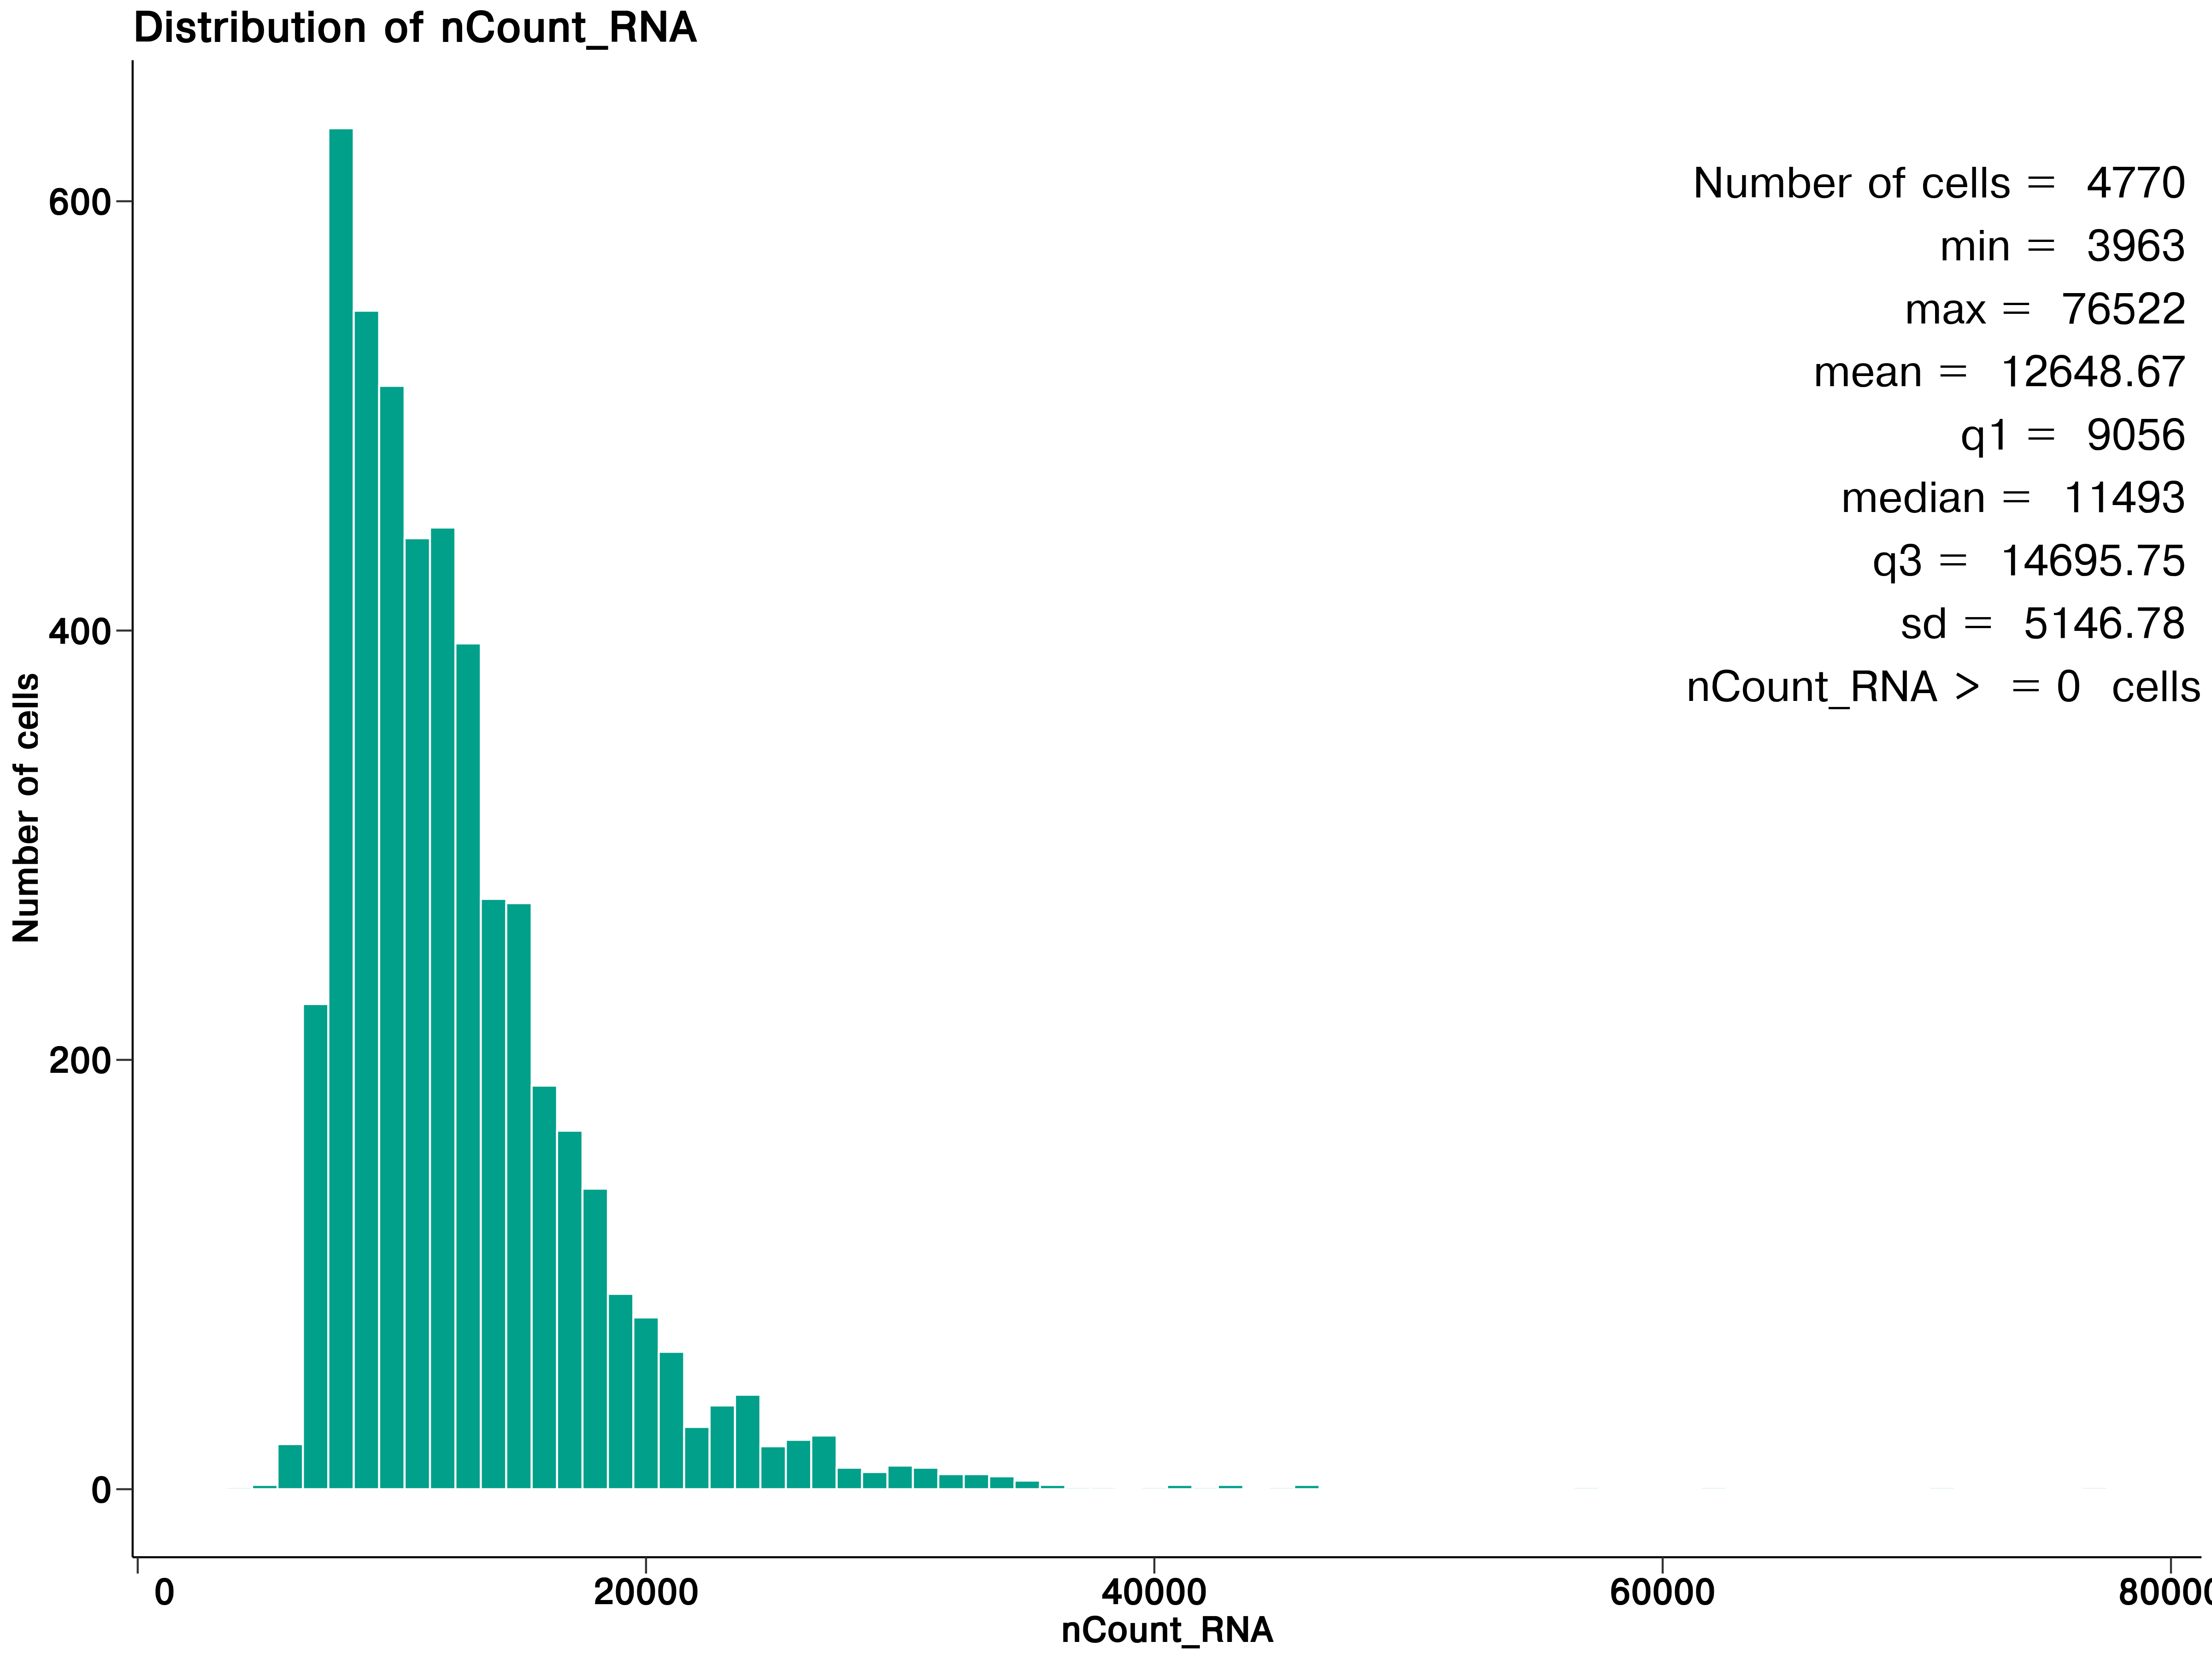 Distribution of nCount_RNA
Number of cells = 4770
min = 3963
max = 76522
mean = 12648.67
q1 = 9056
median = 11493
q3 = 14695.75
sd = 5146.78
nCount_RNA > = 0 cells
Number of cells
600
400
200
0
0 20000 40000 60000 8000
nCount_RNA